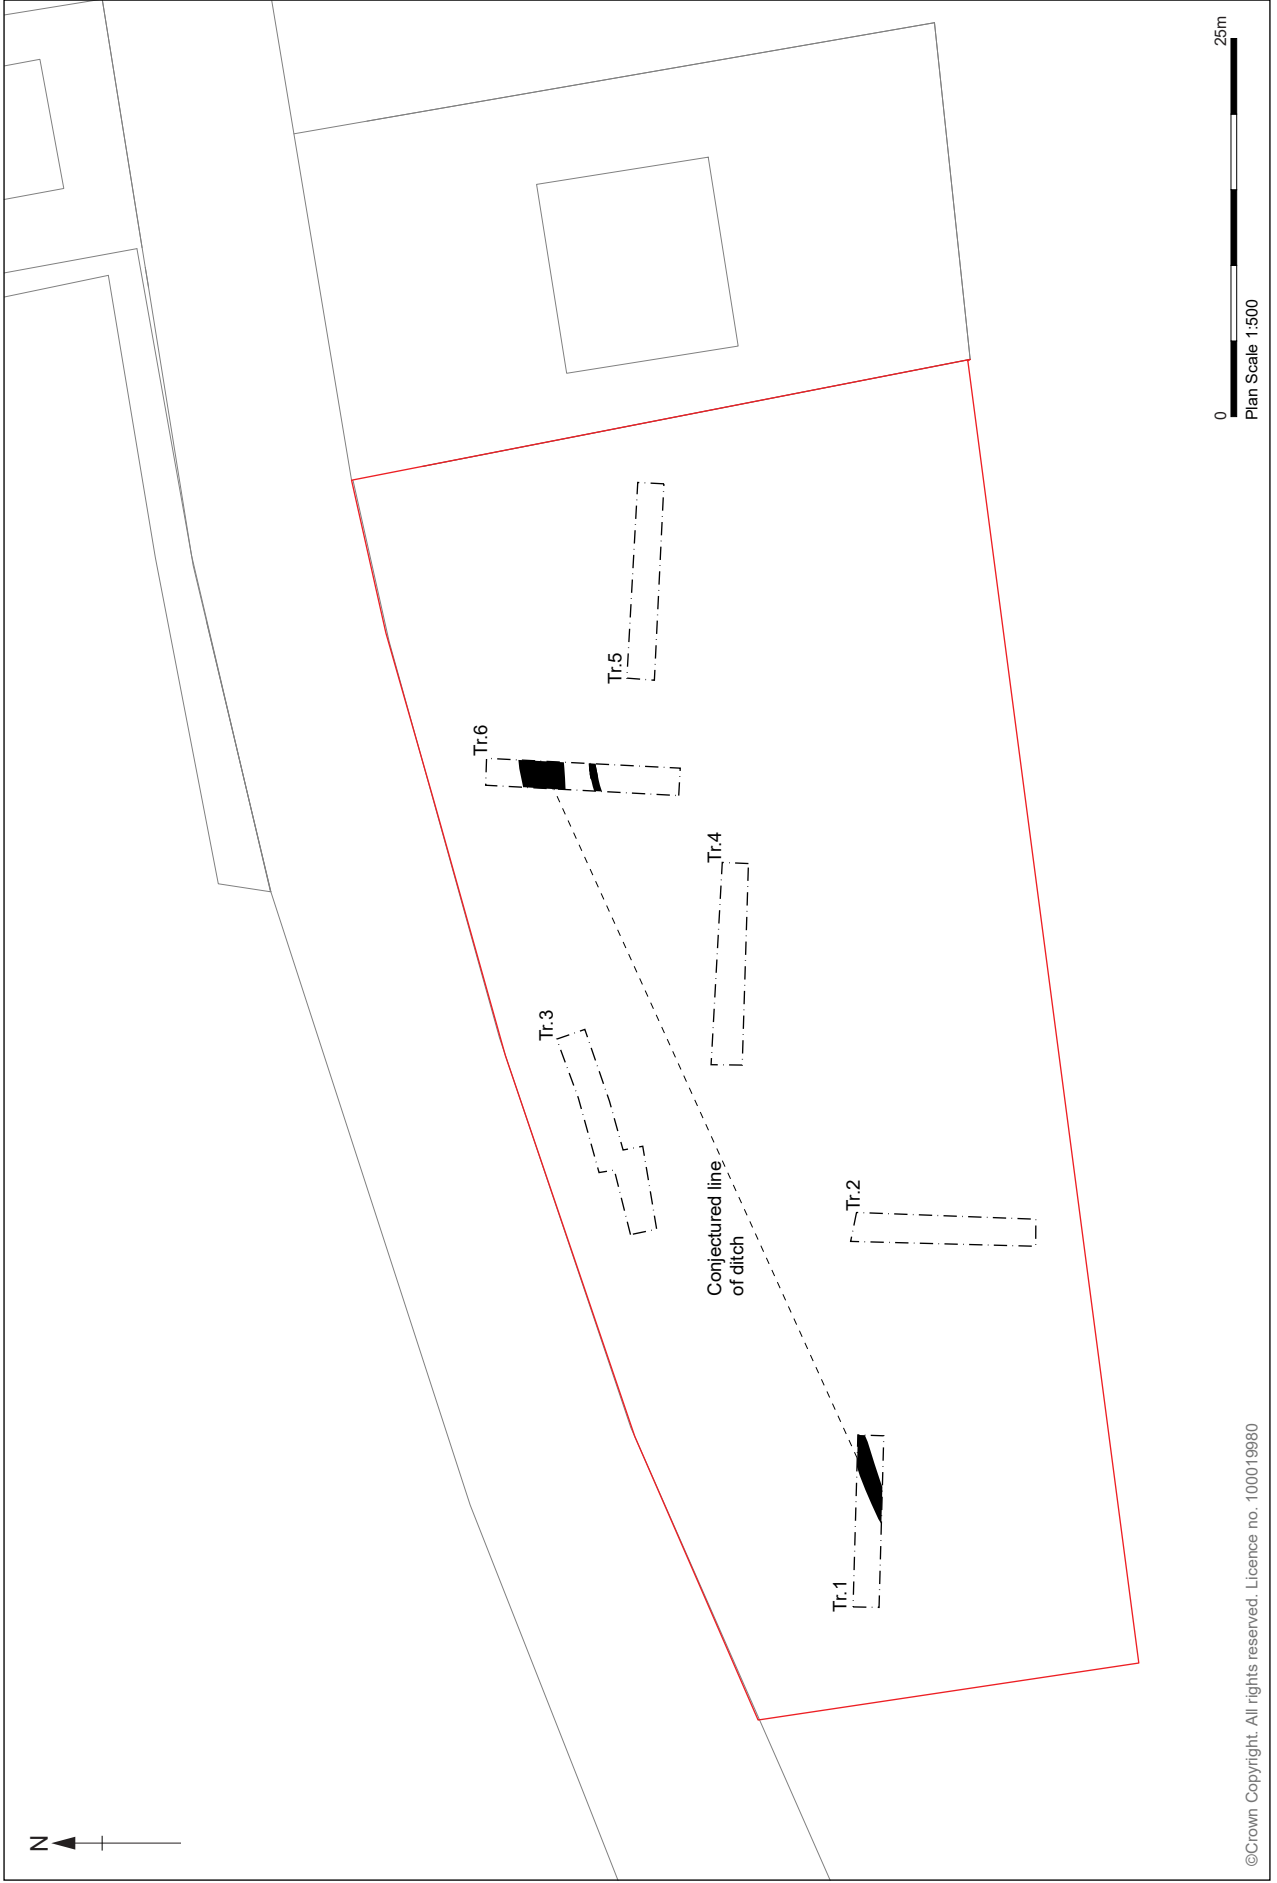 N
Tr.6
Tr.3
Tr.5
Tr.4
Conjectured line
of ditch
Tr.2
Tr.1
0
25m
Plan Scale 1:500
©Crown Copyright. All rights reserved. Licence no. 100019980